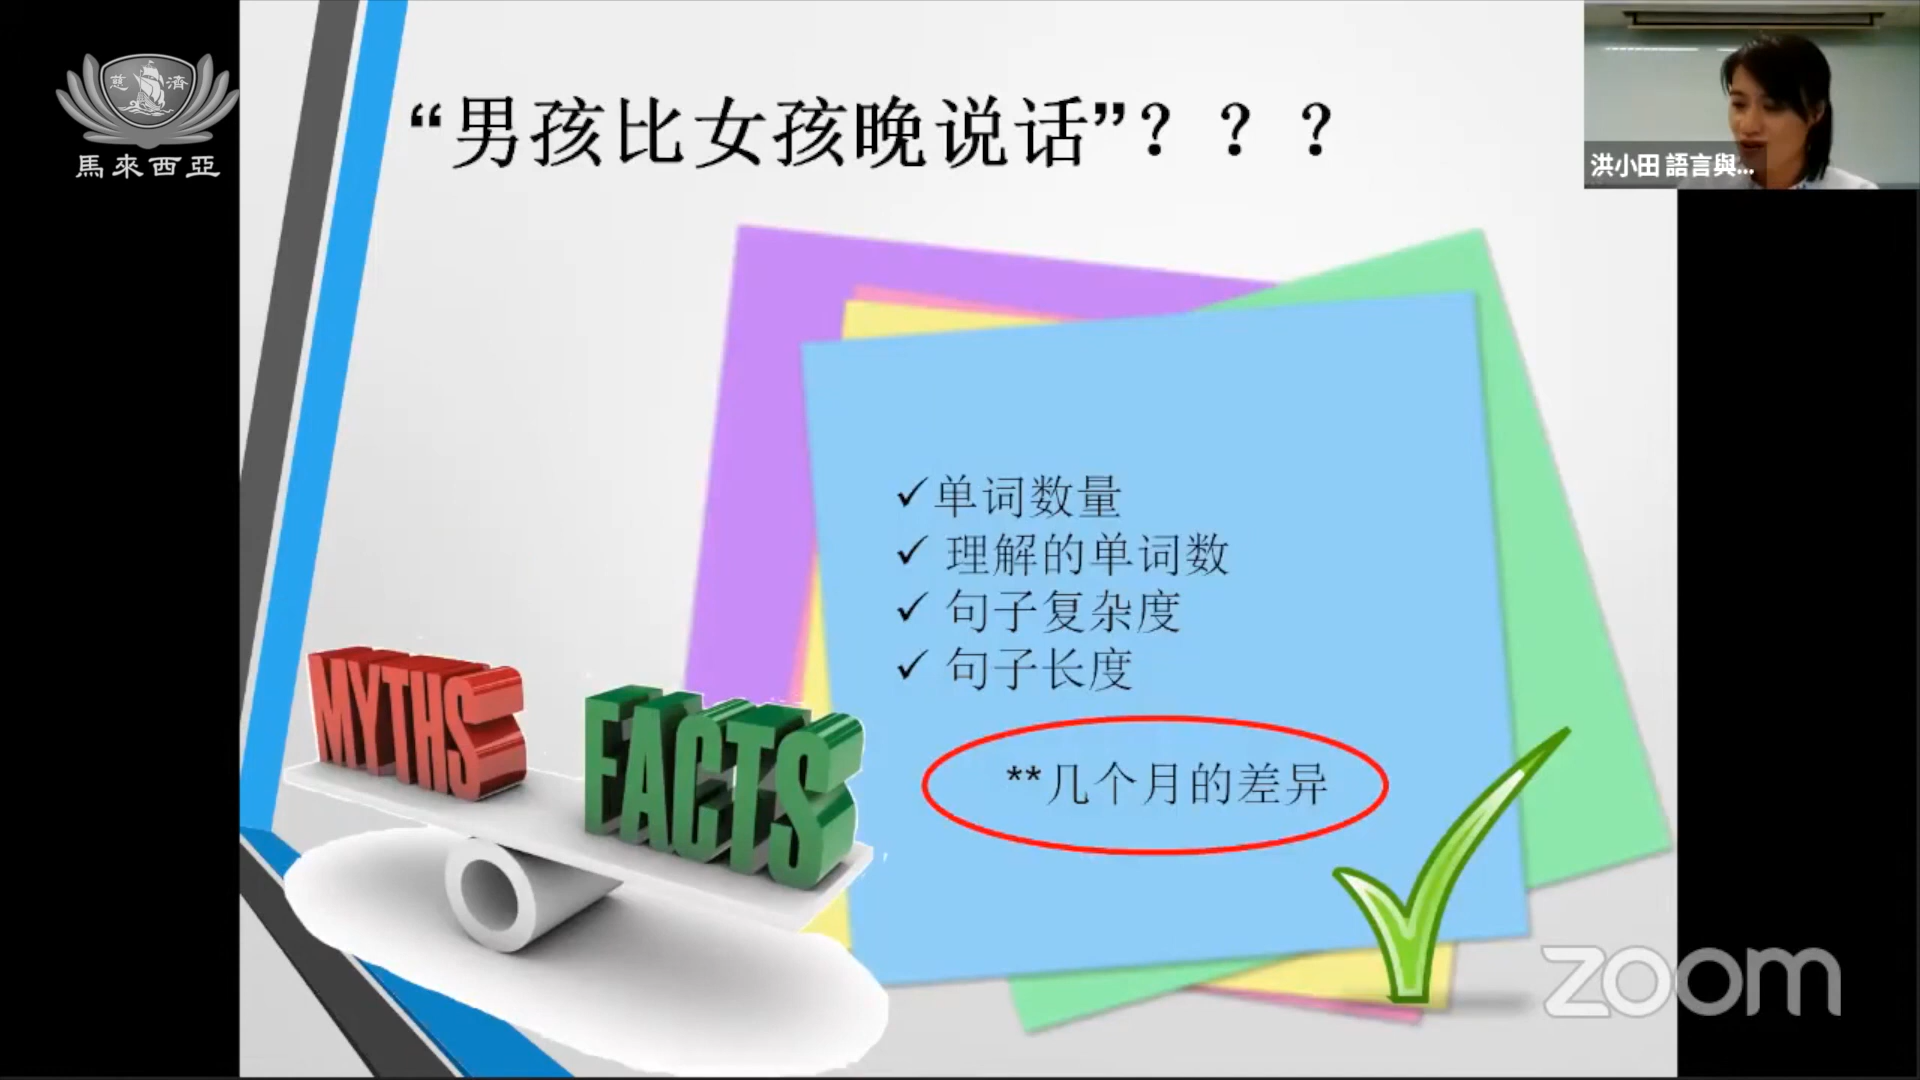 慈 濟
馬來西亞
“男孩比女孩晚说话”？？？
洪小田 語言與...
✓单词数量
✓ 理解的单词数
✓ 句子复杂度
✓ 句子长度
**几个月的差异
MYTHS
FACTS
zoom